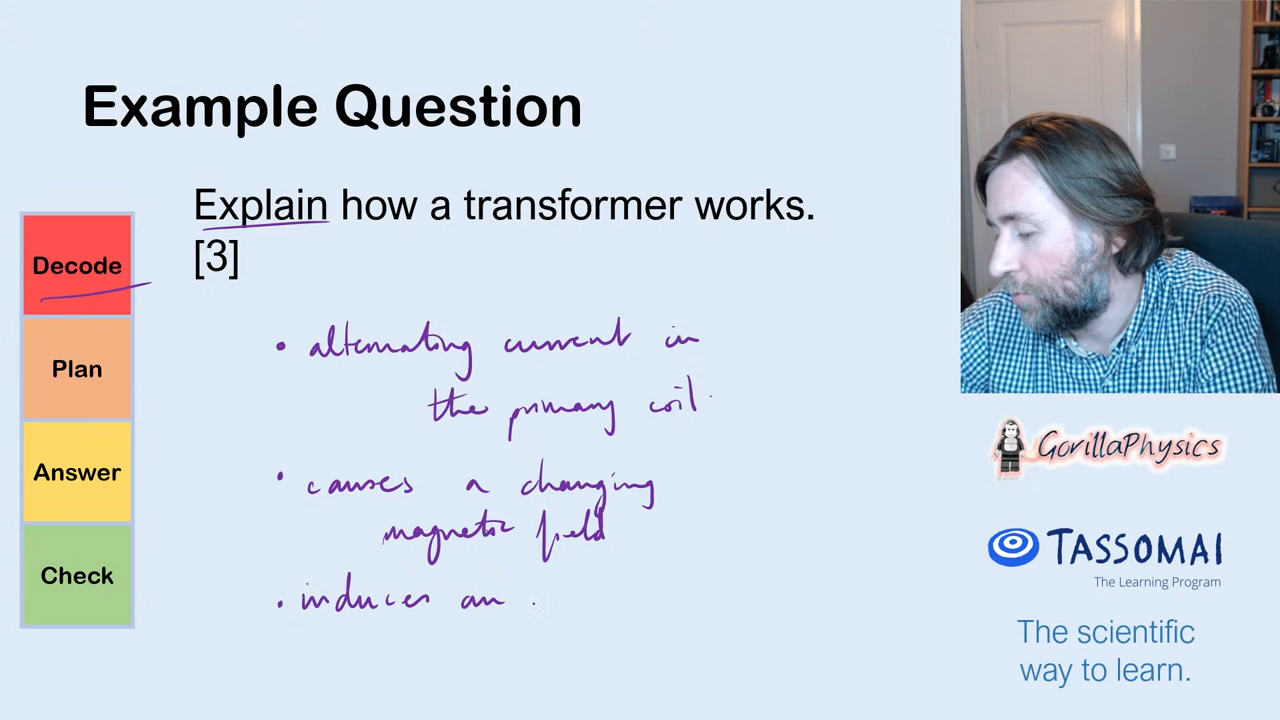 Example Question
Explain how a transformer works.
[3]
Decode
Plan
Answer
Check
• alternating current in
the primary coil.
• causes a changing
magnetic field
• induces an
GorillaPhysics
TASSOMAI
The Learning Program
The scientific
way to learn.